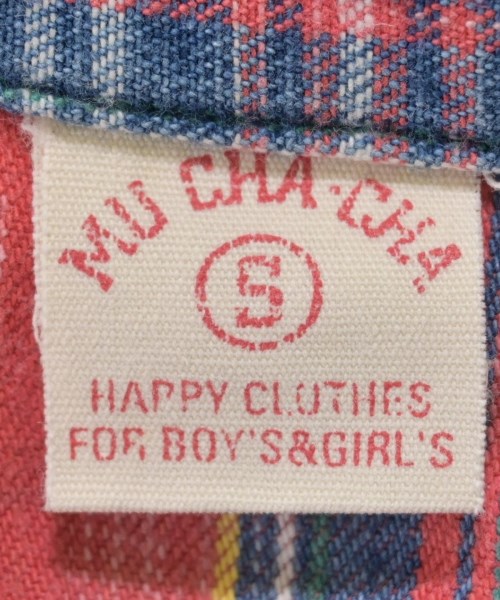 MU CHA-CHA
S
HAPPY CLOTHES
FOR BOY'S&GIRL'S